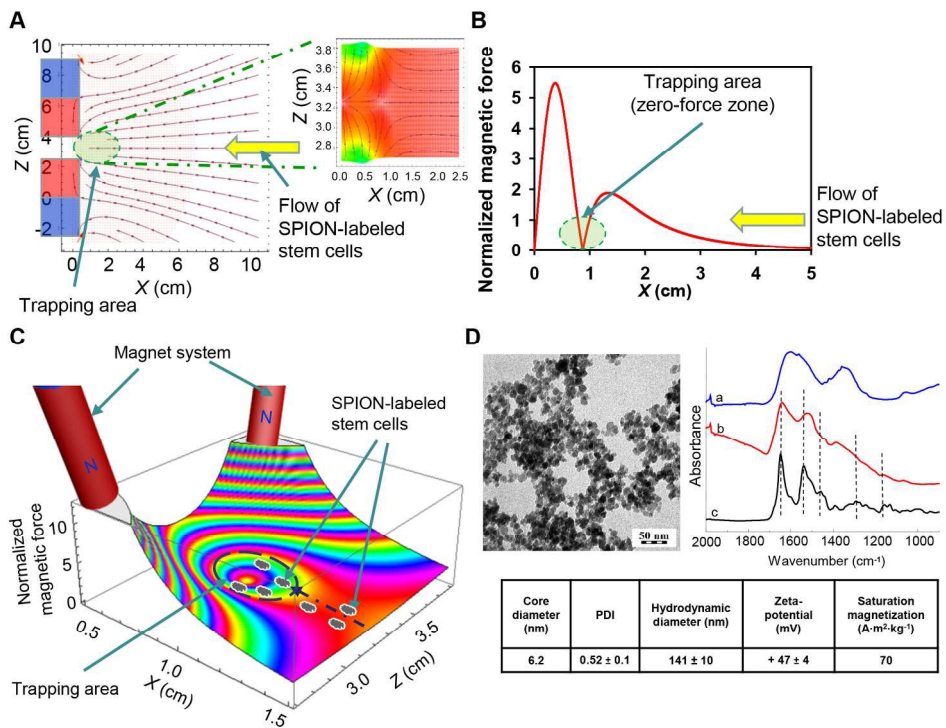 A
10
8
6
4
2
0
-2
Z (cm)
0 2 4 6 8 10
X (cm)
3.8
3.6
3.4
3.2
3.0
2.8
Z (cm)
0.0 0.5 1.0 1.5 2.0 2.5
X (cm)
Flow of
SPION-labeled
stem cells
Trapping area
B
6
5
4
3
2
1
0
Normalized magnetic force
0 1 2 3 4 5
X (cm)
Trapping area
(zero-force zone)
Flow of
SPION-labeled
stem cells
C
Magnet system
N
N
SPION-labeled
stem cells
10
5
0
Normalized
magnetic force
0.5
1.0
1.5
X (cm)
3.0
3.5
Z (cm)
Trapping area
D
50 nm
Absorbance
a
b
c
2000 1800 1600 1400 1200 1000
Wavenumber (cm-1)
Core diameter (nm) PDI Hydrodynamic diameter (nm) Zeta-potential (mV) Saturation magnetization (A·m2·kg-1)
6.2 0.52 ± 0.1 141 ± 10 + 47 ± 4 70